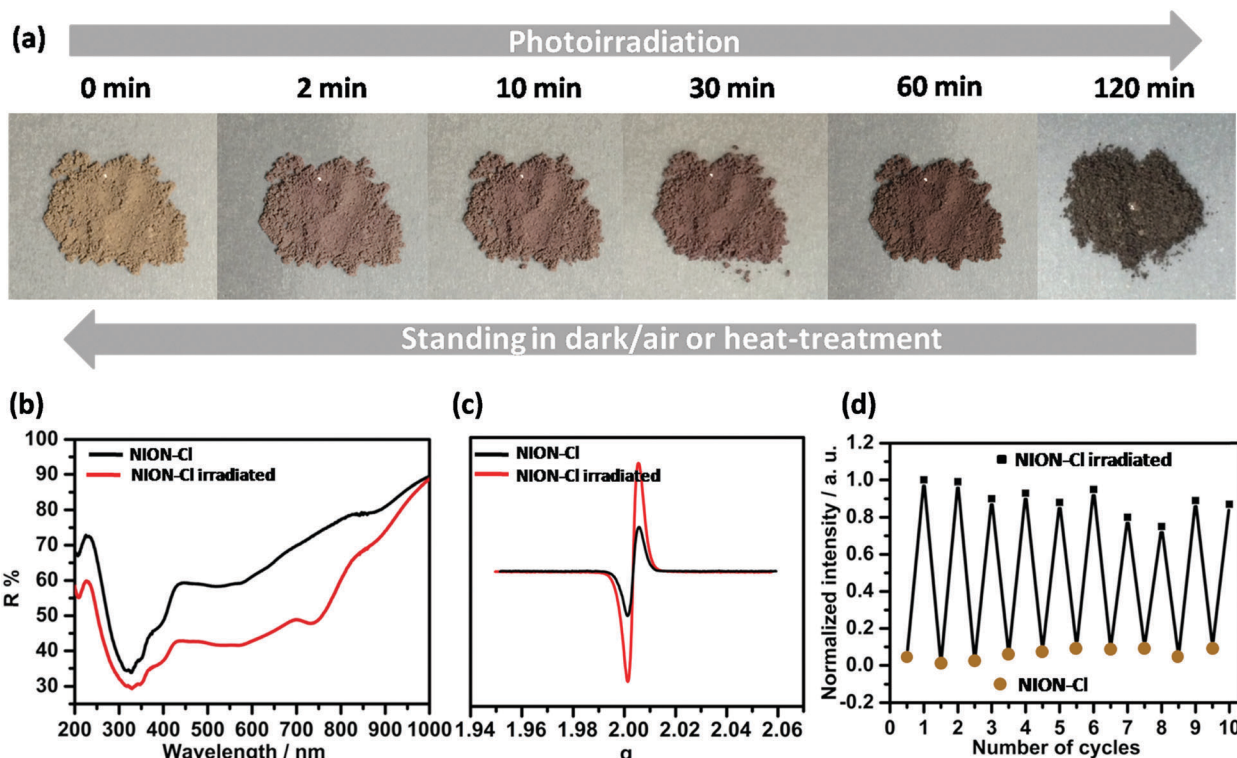 (a)
Photoirradiation
0 min 2 min 10 min 30 min 60 min 120 min
Standing in dark/air or heat-treatment
(b)
100
90
80
70
60
50
40
30
R %
NION-Cl
NION-Cl irradiated
200 300 400 500 600 700 800 900 1000
Wavelength / nm
(c)
NION-Cl
NION-Cl irradiated
1.94 1.96 1.98 2.00 2.02 2.04 2.06
g
(d)
1.2
1.0
0.8
0.6
0.4
0.2
0.0
-0.2
Normalized intensity / a. u.
NION-Cl irradiated
NION-Cl
0 1 2 3 4 5 6 7 8 9 10
Number of cycles